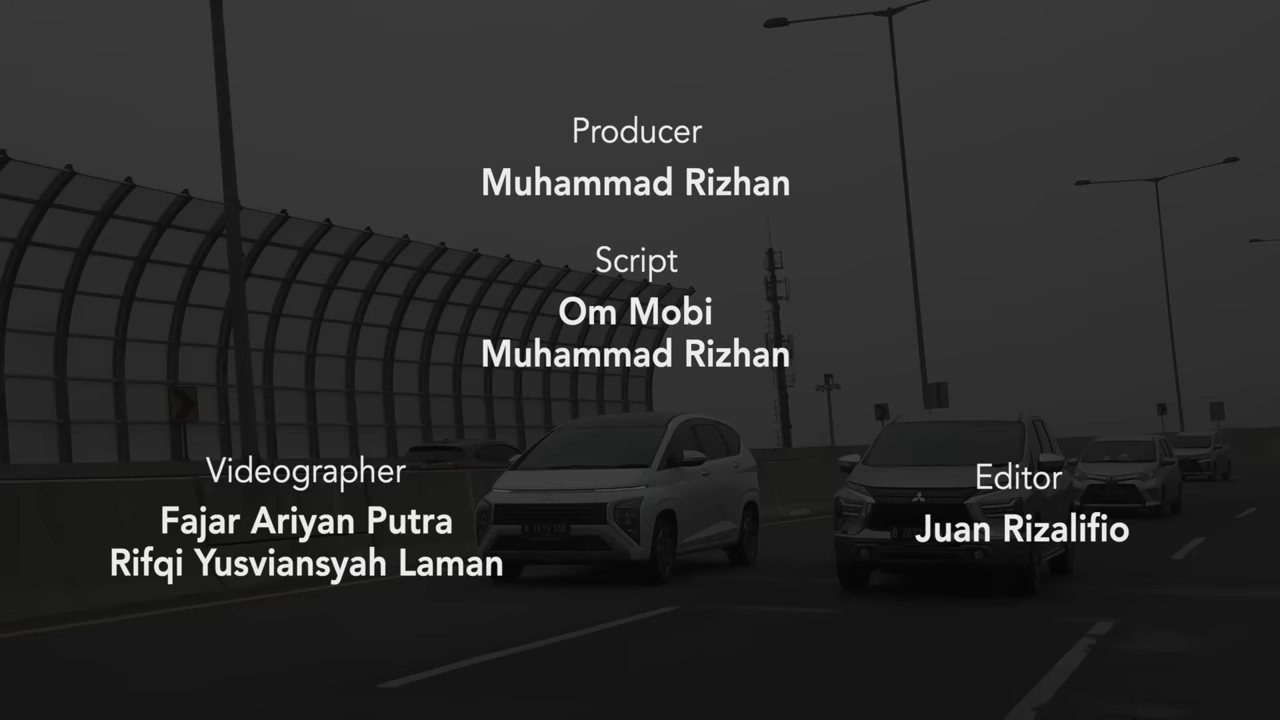 Producer
Muhammad Rizhan
Script
Om Mobi
Muhammad Rizhan
Videographer
Fajar Ariyan Putra
Rifqi Yusviansyah Laman
Editor
Juan Rizalifio